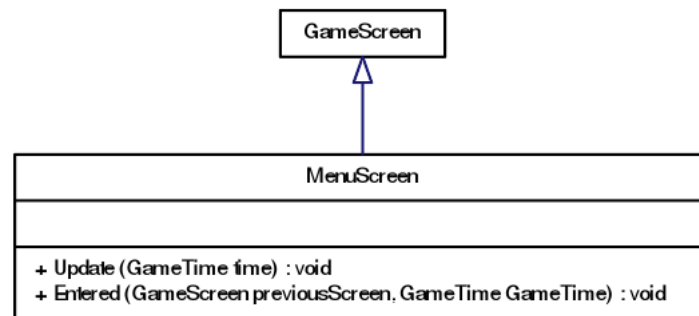 GameScreen
MenuScreen
+ Update (GameTime time) : void
+ Entered (GameScreen previousScreen, GameTime GameTime) : void